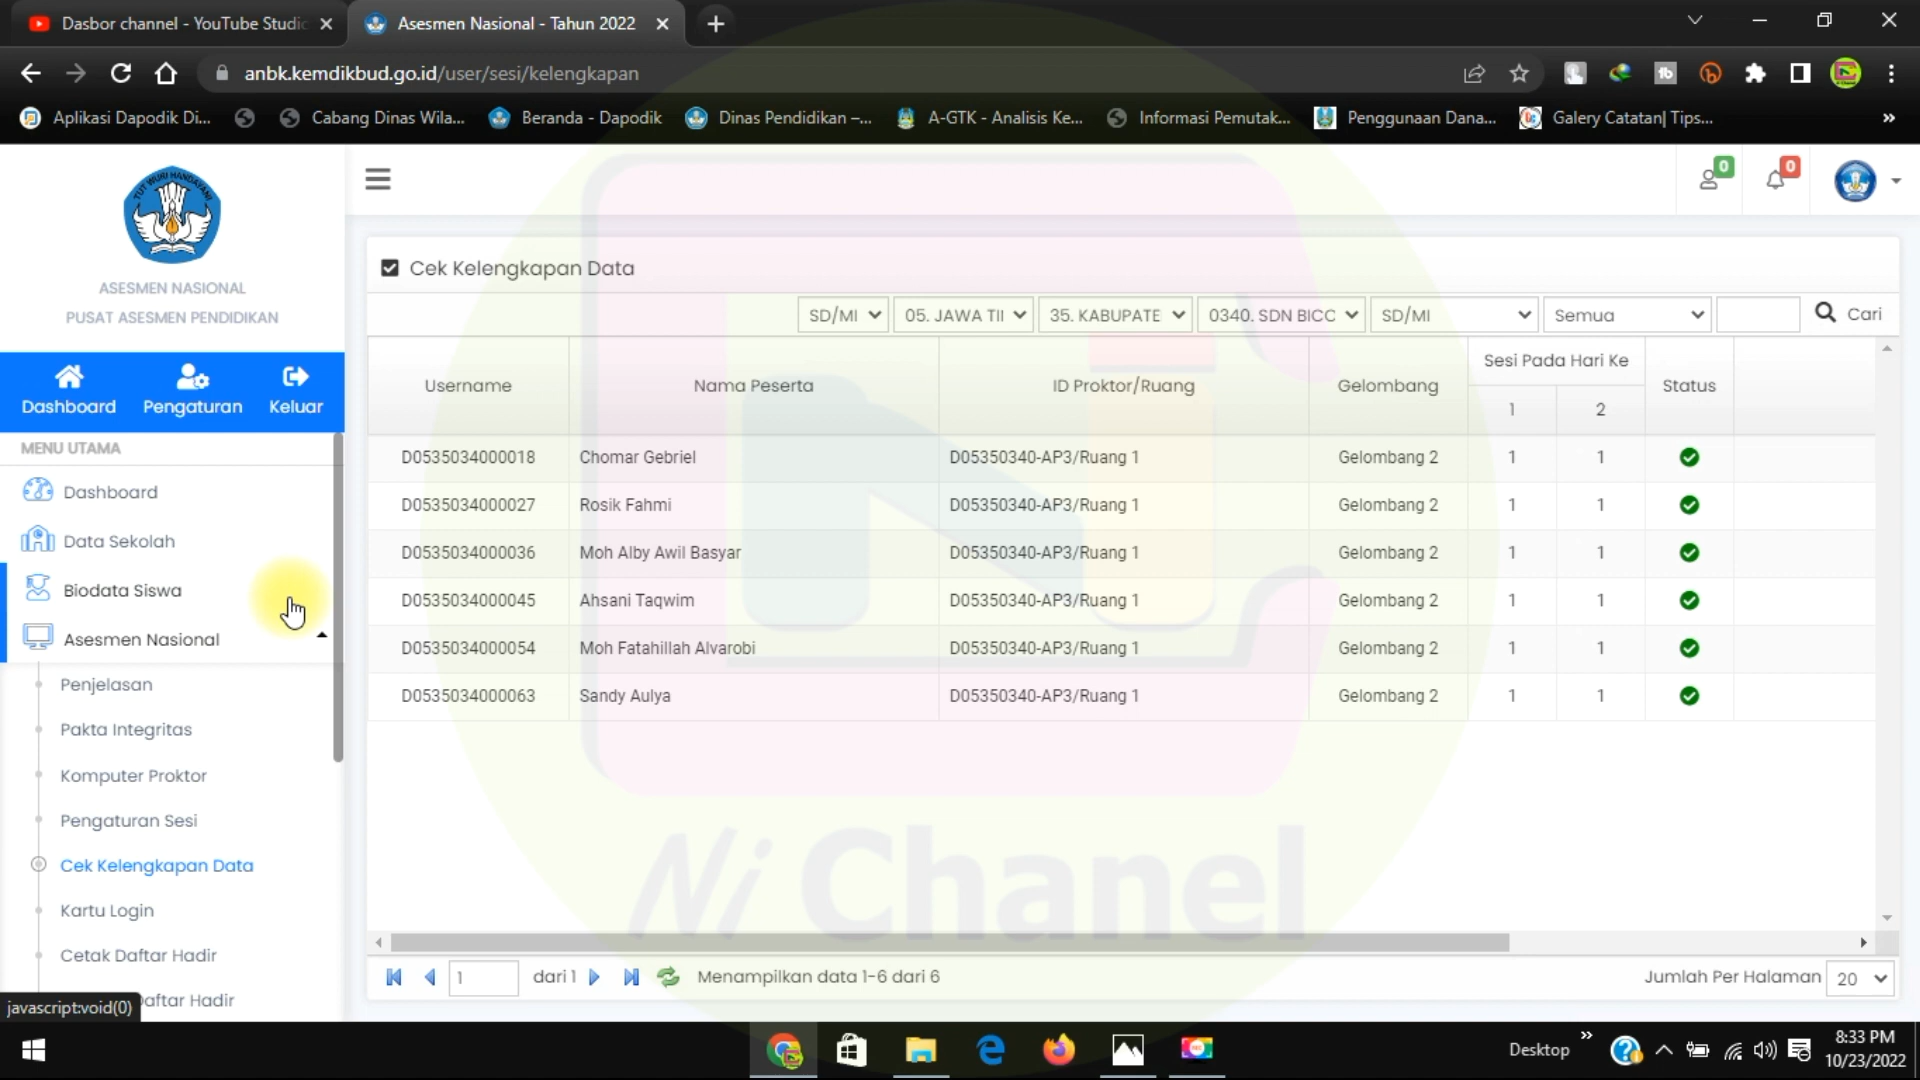 Dasbor channel - YouTube Studio
Asesmen Nasional - Tahun 2022
anbk.kemdikbud.go.id/user/sesi/kelengkapan
Aplikasi Dapodik Di...
Cabang Dinas Wila...
Beranda - Dapodik
Dinas Pendidikan –...
A-GTK - Analisis Ke...
Informasi Pemutak...
Penggunaan Dana...
Galery Catatan| Tips...
»
TUT WURI HANDAYANI
ASESMEN NASIONAL
PUSAT ASESMEN PENDIDIKAN
0
0
Dashboard
Pengaturan
Keluar
MENU UTAMA
Dashboard
Data Sekolah
Biodata Siswa
Asesmen Nasional
Penjelasan
Pakta Integritas
Komputer Proktor
Pengaturan Sesi
Cek Kelengkapan Data
Kartu Login
Cetak Daftar Hadir
Daftar Hadir
javascript:void(0)
Cek Kelengkapan Data
SD/MI 05. JAWA TII 35. KABUPATE 0340. SDN BICC SD/MI Semua Cari
Username Nama Peserta ID Proktor/Ruang Gelombang Sesi Pada Hari Ke Status
1 2
D0535034000018 Chomar Gebriel D05350340-AP3/Ruang 1 Gelombang 2 1 1
D0535034000027 Rosik Fahmi D05350340-AP3/Ruang 1 Gelombang 2 1 1
D0535034000036 Moh Alby Awil Basyar D05350340-AP3/Ruang 1 Gelombang 2 1 1
D0535034000045 Ahsani Taqwim D05350340-AP3/Ruang 1 Gelombang 2 1 1
D0535034000054 Moh Fatahillah Alvarobi D05350340-AP3/Ruang 1 Gelombang 2 1 1
D0535034000063 Sandy Aulya D05350340-AP3/Ruang 1 Gelombang 2 1 1
Ni Chanel
1 dari 1 Menampilkan data 1-6 dari 6
Jumlah Per Halaman 20
Desktop
»
8:33 PM
10/23/2022